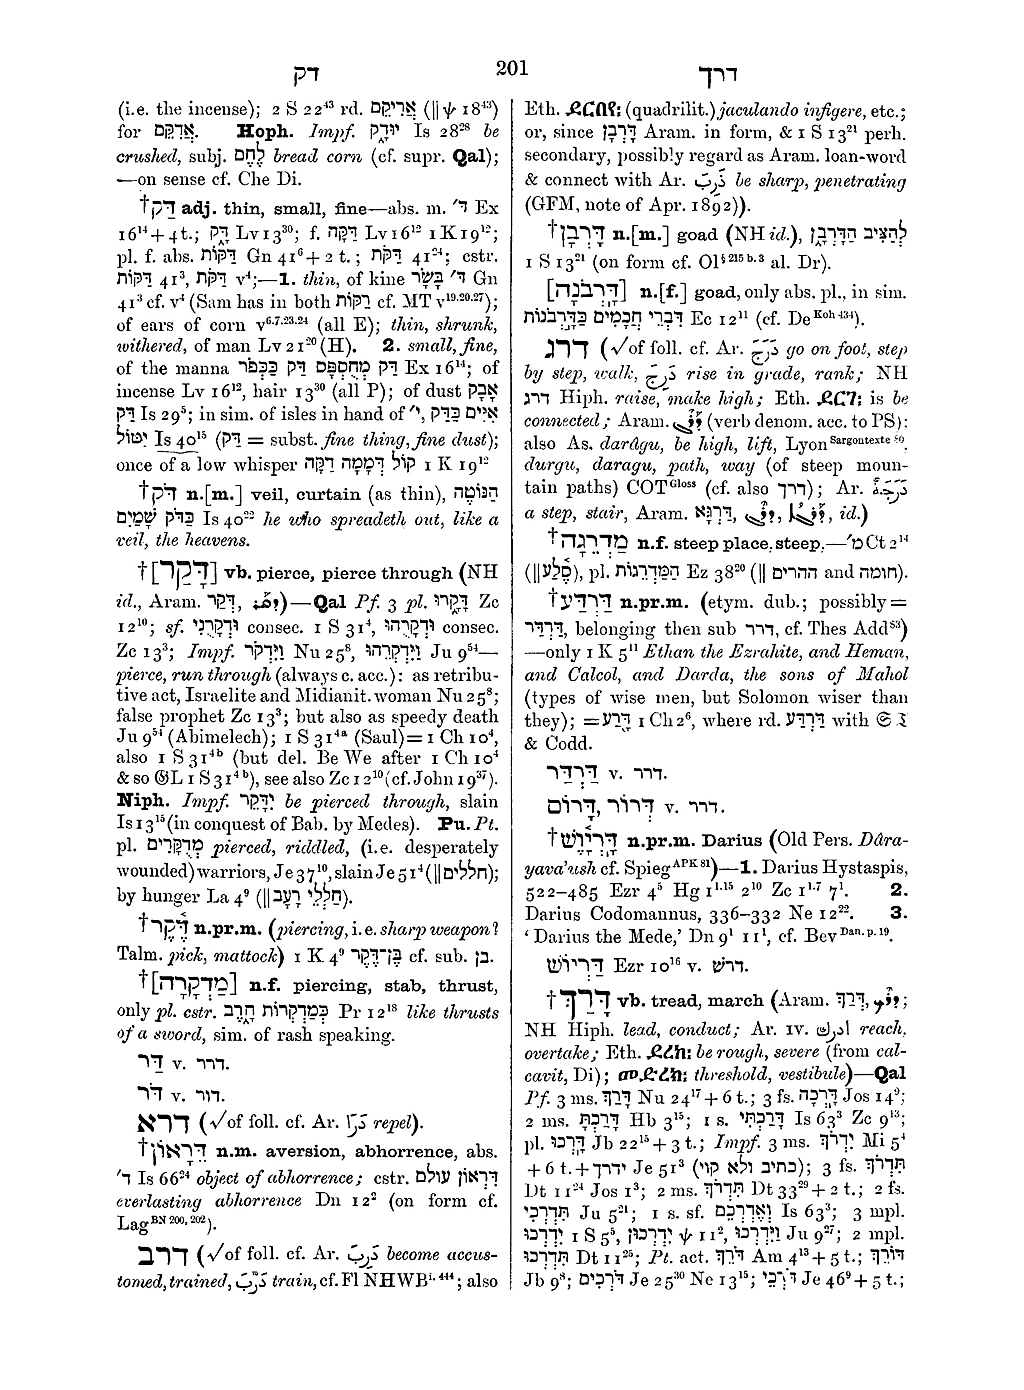 דק
201
דרך
(i.e. the incense); 2 S 22⁴³ rd. אֲרִיקֵם (∥ ψ 18⁴³)
for אֲדִקֵּם. Hoph. Impf. יוּדָק Is 28²⁸ be
crushed, subj. לֶחֶם bread corn (cf. supr. Qal);
—on sense cf. Che Di.
†דַּק adj. thin, small, fine—abs. m. ד׳ Ex
16¹⁴ + 4 t.; דָּק Lv 13³⁰; f. דַּקָּה Lv 16¹² 1 K 19¹²;
pl. f. abs. דַּקּוֹת Gn 41⁶ + 2 t.; דַּקֹּת 41²⁴; cstr.
דַּקּוֹת 41³, דַּקֹּת v⁴;—1. thin, of kine ד׳ בָּשָׂר Gn
41³ cf. v⁴ (Sam has in both רקות cf. MT v¹⁹·²⁰·²⁷);
of ears of corn v⁶·⁷·²³·²⁴ (all E); thin, shrunk,
withered, of man Lv 21²⁰ (H). 2. small, fine,
of the manna דַּק מְחֻסְפָּס דַּק כַּכְּפֹר Ex 16¹⁴; of
incense Lv 16¹², hair 13³⁰ (all P); of dust אָבָק
דַּק Is 29⁵; in sim. of isles in hand of י׳, אִיִּים כַּדַּק
יִטּוֹל Is 40¹⁵ (דַּק = subst. fine thing, fine dust);
once of a low whisper קוֹל דְּמָמָה דַקָּה 1 K 19¹²
†דֹּק n.[m.] veil, curtain (as thin), הַנּוֹטֶה
כַדֹּק שָׁמַיִם Is 40²² he who spreadeth out, like a
veil, the heavens.
†[דָּקַר] vb. pierce, pierce through (NH
id., Aram. דְּקַר, )—Qal Pf. 3 pl. דָּקָרוּ Zc
12¹⁰; sf. וּדְקָרֻנִי consec. 1 S 31⁴, וּדְקָרֻהוּ consec.
Zc 13³; Impf. וַיִּדְקֹר Nu 25⁸, וַיִּדְקְרֵהוּ Ju 9⁵⁴—
pierce, run through (always c. acc.): as retribu-
tive act, Israelite and Midianit. woman Nu 25⁸;
false prophet Zc 13³; but also as speedy death
Ju 9⁵⁴ (Abimelech); 1 S 31⁴ᵃ (Saul) = 1 Ch 10⁴,
also 1 S 31⁴ᵇ (but del. Be We after 1 Ch 10⁴
& so 𝔊L 1 S 31⁴ᵇ), see also Zc 12¹⁰ (cf. John 19³⁷).
Niph. Impf. יִדָּקֵר be pierced through, slain
Is 13¹⁵ (in conquest of Bab. by Medes). Pu. Pt.
pl. מְדֻקָּרִים pierced, riddled, (i.e. desperately
wounded) warriors, Je 37¹⁰, slain Je 51⁴ (∥חללים);
by hunger La 4⁹ (∥חַלְלֵי רָעָב).
†דֶּקֶר n.pr.m. (piercing, i.e. sharp weapon?
Talm. pick, mattock) 1 K 4⁹ בֶּן־דֶּקֶר cf. sub. בן.
†[מַדְקָרָה] n.f. piercing, stab, thrust,
only pl. cstr. כְּמַדְקְרוֹת חָרֶב Pr 12¹⁸ like thrusts
of a sword, sim. of rash speaking.
דַּר v. דרר.
דֹּר v. דור.
דרא (√of foll. cf. Ar. repel).
†דֵּרָאוֹן n.m. aversion, abhorrence, abs.
ד׳ Is 66²⁴ object of abhorrence; cstr. דִּרְאוֹן עוֹלם
everlasting abhorrence Dn 12² (on form cf.
Lag ᴮᴺ ²⁰⁰, ²⁰²).
דרב (√of foll. cf. Ar. دَرِبَ become accus-
tomed, trained, دَرَّبَ train, cf. Fl NHWB i. 444; also
Eth. (quadrilit.) jaculando infigere, etc.;
or, since דָּרְבָן Aram. in form, & 1 S 13²¹ perh.
secondary, possibly regard as Aram. loan-word
& connect with Ar. ذَرِبَ be sharp, penetrating
(GFM, note of Apr. 1892)).
†דָּרְבָן n.[m.] goad (NH id.), לְהַצִּיב הַדָּרְבָן
1 S 13²¹ (on form cf. Ol § 215 b. 3 al. Dr).
[דָּרְבֹנָה] n.[f.] goad, only abs. pl., in sim.
דִּבְרֵי חֲכָמִים כַּדָּרְבֹנוֹת Ec 12¹¹ (cf. De Koh 434).
דרג (√of foll. cf. Ar. دَرَجَ go on foot, step
by step, walk, دَرِجَ rise in grade, rank; NH
דרג Hiph. raise, make high; Eth. is be
connected; Aram. (verb denom. acc. to PS):
also As. darâgu, be high, lift, Lyon Sargontexte 80;
durgu, daragu, path, way (of steep moun-
tain paths) COT Gloss (cf. also דרך); Ar. دَرَجَةٌ
a step, stair, Aram. דַּרְגָּא, id.)
†מַדְרֵגָה n.f. steep place, steep,—מ׳ Ct 2¹⁴
(∥סֶלַע), pl. הַמַּדְרֵגוֹת Ez 38²⁰ (∥ ההרים and חומה).
†דַּרְדַּע n.pr.m. (etym. dub.; possibly =
דַּרְדַּר, belonging then sub דרר, cf. Thes Add 83)
—only 1 K 5¹¹ Ethan the Ezrahite, and Heman,
and Calcol, and Darda, the sons of Mahol
(types of wise men, but Solomon wiser than
they); = דָּרַע 1 Ch 2⁶, where rd. דַּרְדַּע with 𝔖 𝔗
& Codd.
דַּרְדַּר v. דרר.
דָּרוֹם, דְּרוֹר v. דרר.
†דָּרְיָוֶשׁ n.pr.m. Darius (Old Pers. Dâra-
yava'ush cf. Spieg APK 81)—1. Darius Hystaspis,
522–485 Ezr 4⁵ Hg 1¹·¹⁵ 2¹⁰ Zc 1¹·⁷ 7¹. 2.
Darius Codomannus, 336–332 Ne 12²². 3.
‘Darius the Mede,’ Dn 9¹ 11¹, cf. Bev Dan. p. 19.
דַּרְיוֹשׁ Ezr 10¹⁶ v. דרשׁ.
†דָּרַךְ vb. tread, march (Aram. דְּרַךְ, ;
NH Hiph. lead, conduct; Ar. IV. ادرك reach,
overtake; Eth. be rough, severe (from cal-
cavit, Di); threshold, vestibule)—Qal
Pf. 3 ms. דָּרַךְ Nu 24¹⁷ + 6 t.; 3 fs. דָּרְכָה Jos 14⁹;
2 ms. דָּרַכְתָּ Hb 3¹⁵; 1 s. דָּרַכְתִּי Is 63³ Zc 9¹³;
pl. דָּרְכוּ Jb 22¹⁵ + 3 t.; Impf. 3 ms. יִדְרֹךְ Mi 5⁴
+ 6 t. + ידרך Je 51³ (כתיב ולא קוי); 3 fs. תִּדְרֹךְ
Dt 11²⁴ Jos 1³; 2 ms. תִּדְרֹךְ Dt 33²⁹ + 2 t.; 2 fs.
תִּדְרְכִי Ju 5²¹; 1 s. sf. וְאֶדְרְכֵם Is 63³; 3 mpl.
יִדְרְכוּ 1 S 5⁵, יִדְרְכוּן ψ 11², וַיִּדְרְכוּ Ju 9²⁷; 2 mpl.
תִּדְרְכוּ Dt 11²⁵; Pt. act. דֹּרֵךְ Am 4¹³ + 5 t.; דּוֹרֵךְ
Jb 9⁸; דֹּרְכִים Je 25³⁰ Ne 13¹⁵; דֹּרְכֵי Je 46⁹ + 5 t.;